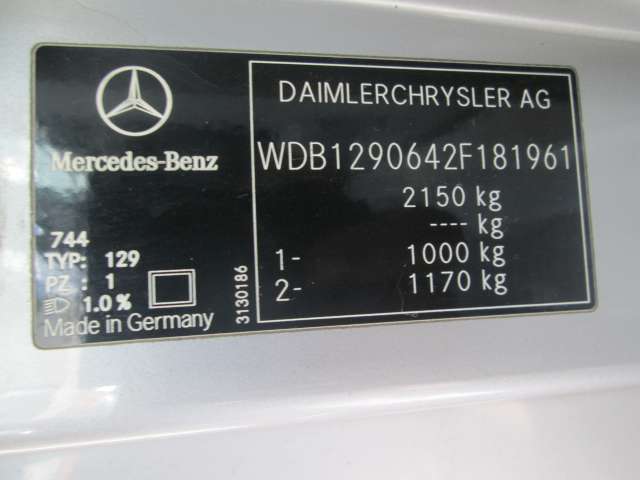 Mercedes-Benz
744
TYP: 129
PZ : 1
1.0 %
Made in Germany
3130186
DAIMLERCHRYSLER AG
WDB1290642F181961
2150 kg
---- kg
1- 1000 kg
2- 1170 kg